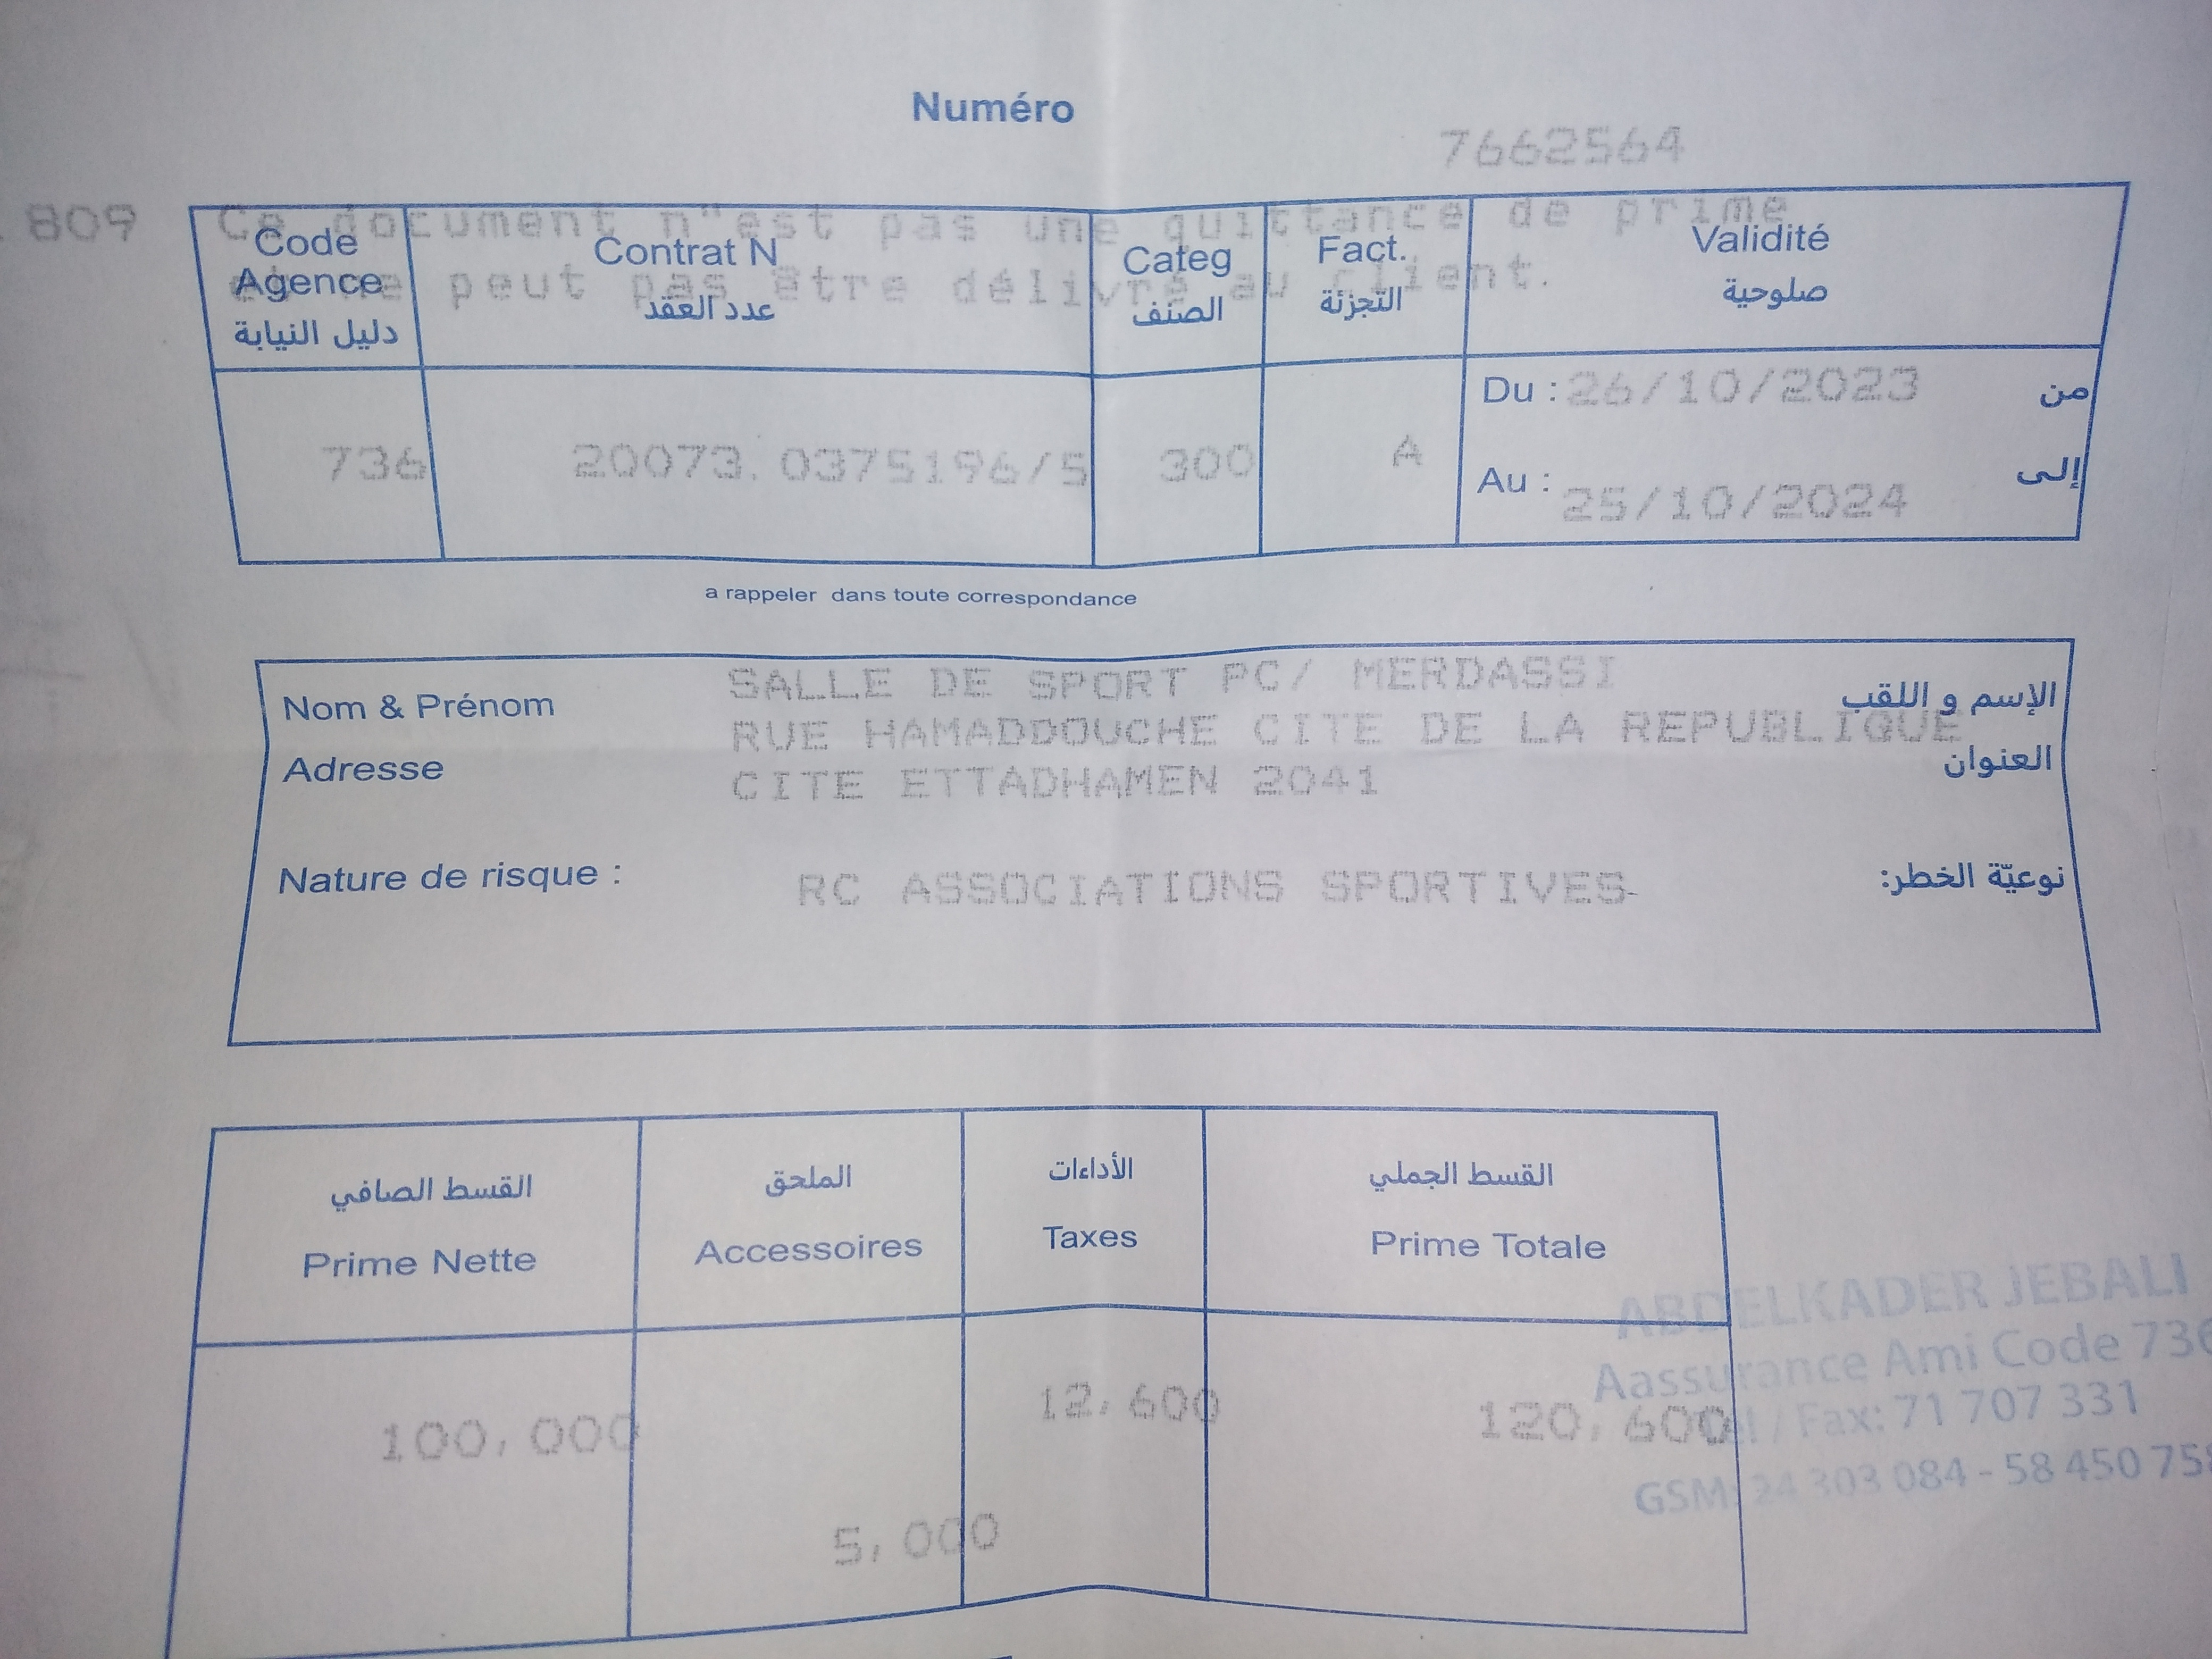 Numéro
7662564
809 Ce document n"est pas une quittance de prime
et ne peut pas être délivré au client.
Code Agence دليل النيابة
Contrat N عدد العقد
Categ الصنف
Fact. التجزئة
Validité صلوحية
736 20073.0375196/5 300 A
Du : 26/10/2023 من
Au : 25/10/2024 إلى
a rappeler dans toute correspondance
Nom & Prénom SALLE DE SPORT PC/ MERDASSI الإسم و اللقب
RUE HAMADDOUCHE CITE DE LA REPUBLIQUE
Adresse CITE ETTADHAMEN 2041 العنوان
Nature de risque : RC ASSOCIATIONS SPORTIVES نوعيّة الخطر:
القسط الصافي الملحق الأداءات القسط الجملي
Prime Nette Accessoires Taxes Prime Totale
100,000 12,600 120,600
5,000
ABDELKADER JEBALI
Aassurance Ami Code 736
Tel / Fax: 71 707 331
GSM: 24 303 084 - 58 450 758